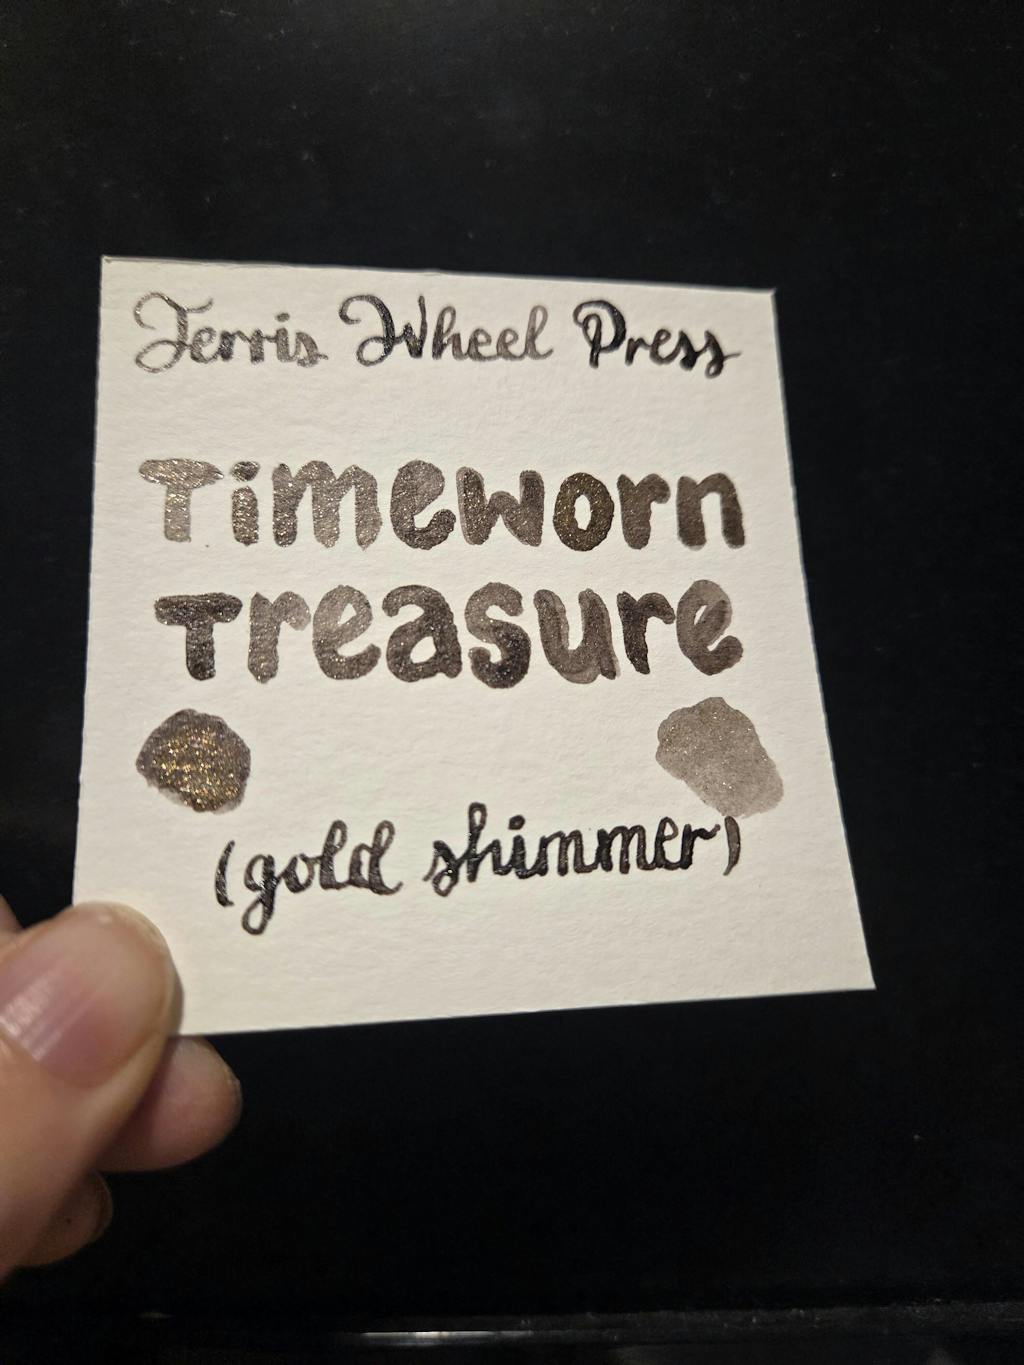 Ferris Wheel Press
Timeworn
Treasure
(gold shimmer)